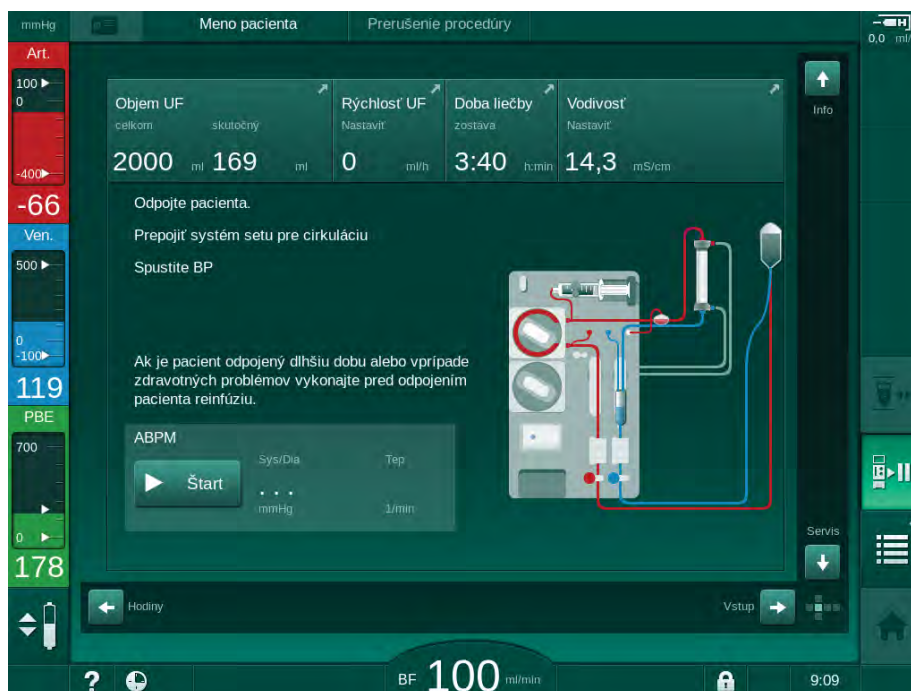 mmHg
Meno pacienta
Prerušenie procedúry
0,0 ml/
Art.
100
0
-400
-66
Ven.
500
0
-100
119
PBE
700
0
178
Objem UF
celkom
skutočný
2000 ml 169 ml
Rýchlosť UF
Nastaviť
0 ml/h
Doba liečby
zostáva
3:40 h:min
Vodivosť
Nastaviť
14,3 mS/cm
Info
Odpojte pacienta.
Prepojiť systém setu pre cirkuláciu
Spustite BP
Ak je pacient odpojený dlhšiu dobu alebo vprípade
zdravotných problémov vykonajte pred odpojením
pacienta reinfúziu.
ABPM
Sys/Dia
Tep
Štart
. . .
mmHg
1/min
Servis
Hodiny
Vstup
?
BF 100 ml/min
9:09